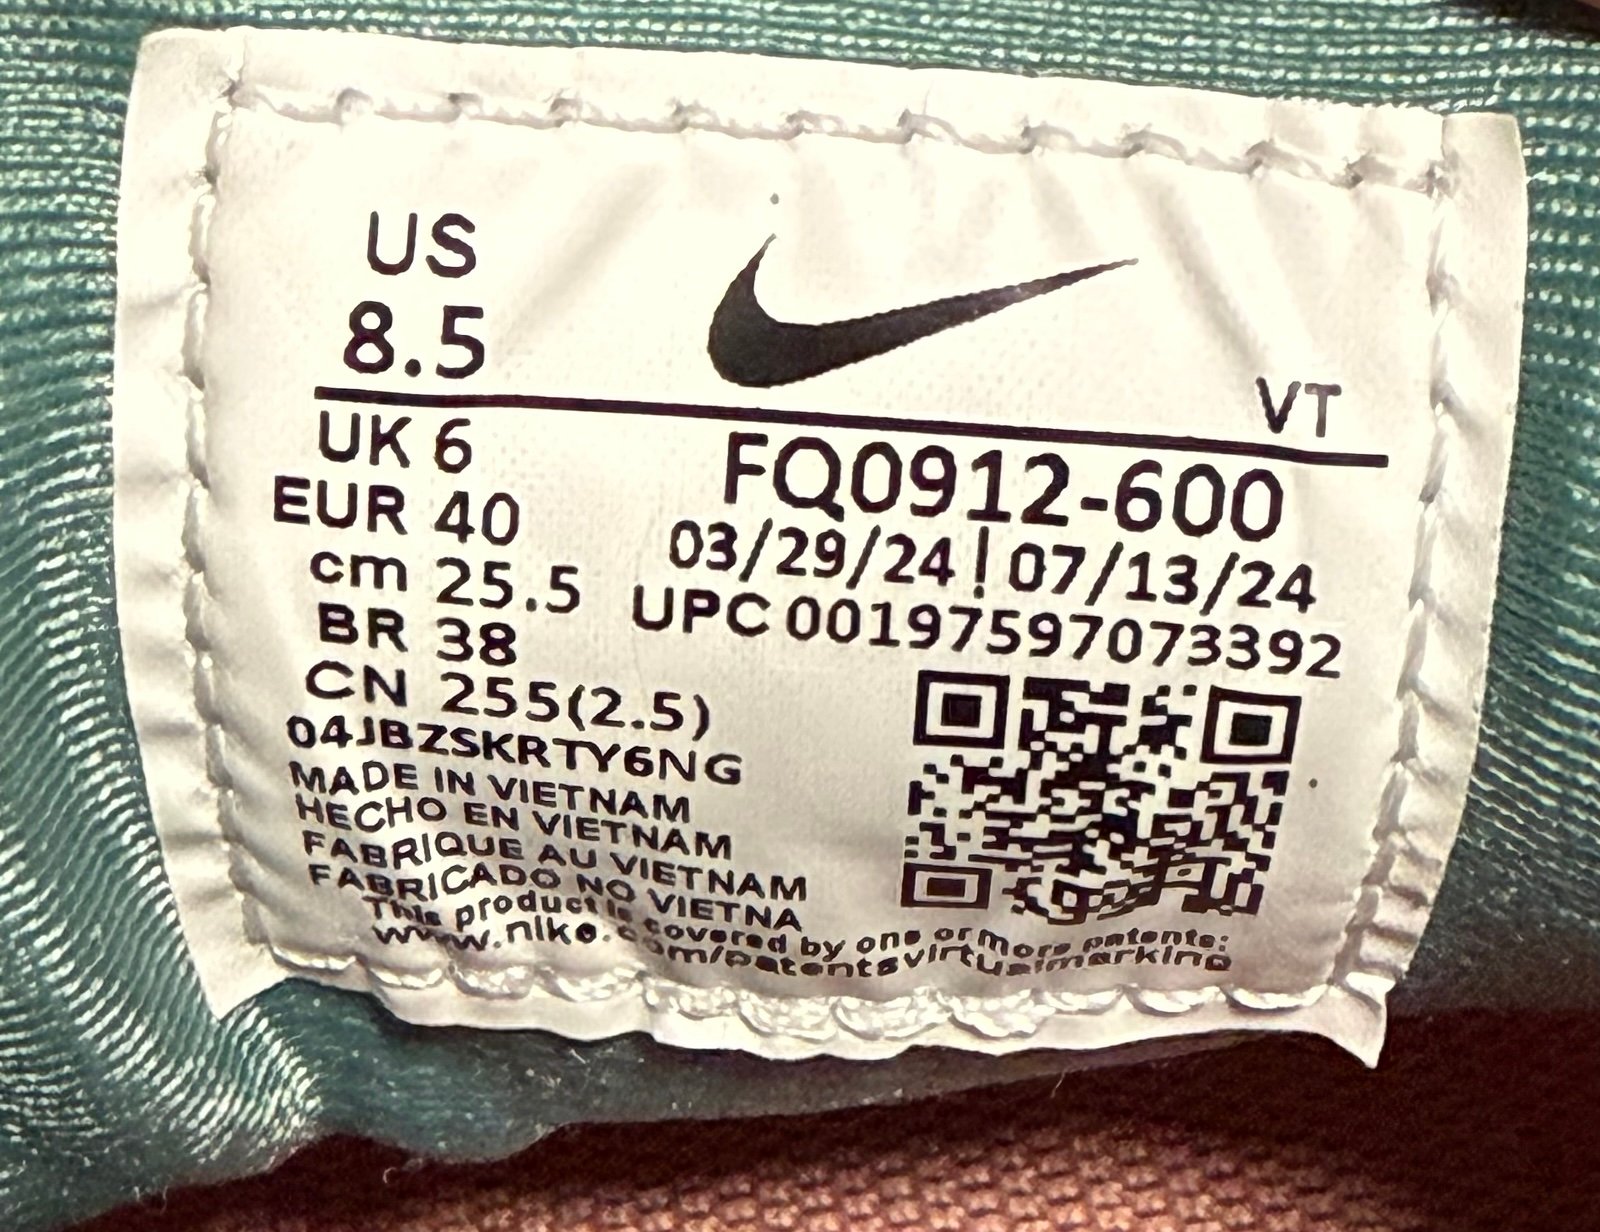 US
8.5
VT
UK 6
EUR 40
cm 25.5
BR 38
CN 255(2.5)
FQ0912-600
03/29/24 | 07/13/24
UPC 00197597073392
04JBZSKRTY6NG
MADE IN VIETNAM
HECHO EN VIETNAM
FABRIQUE AU VIETNAM
FABRICADO NO VIETNA
This product is covered by one or more patents:
www.nike.com/patentsvirtualmarking